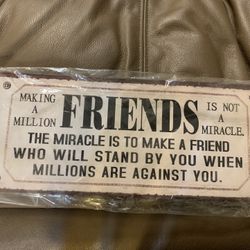 MAKING A MILLION FRIENDS IS NOT A MIRACLE.
THE MIRACLE IS TO MAKE A FRIEND
WHO WILL STAND BY YOU WHEN
MILLIONS ARE AGAINST YOU.